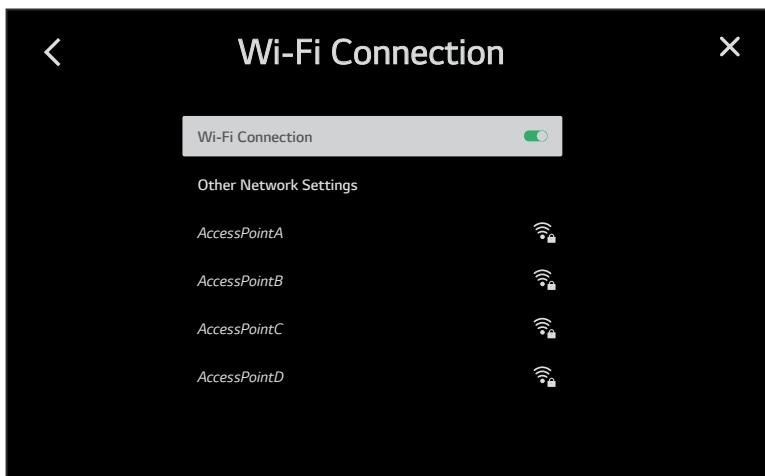 Wi-Fi Connection
Wi-Fi Connection
Other Network Settings
AccessPointA
AccessPointB
AccessPointC
AccessPointD